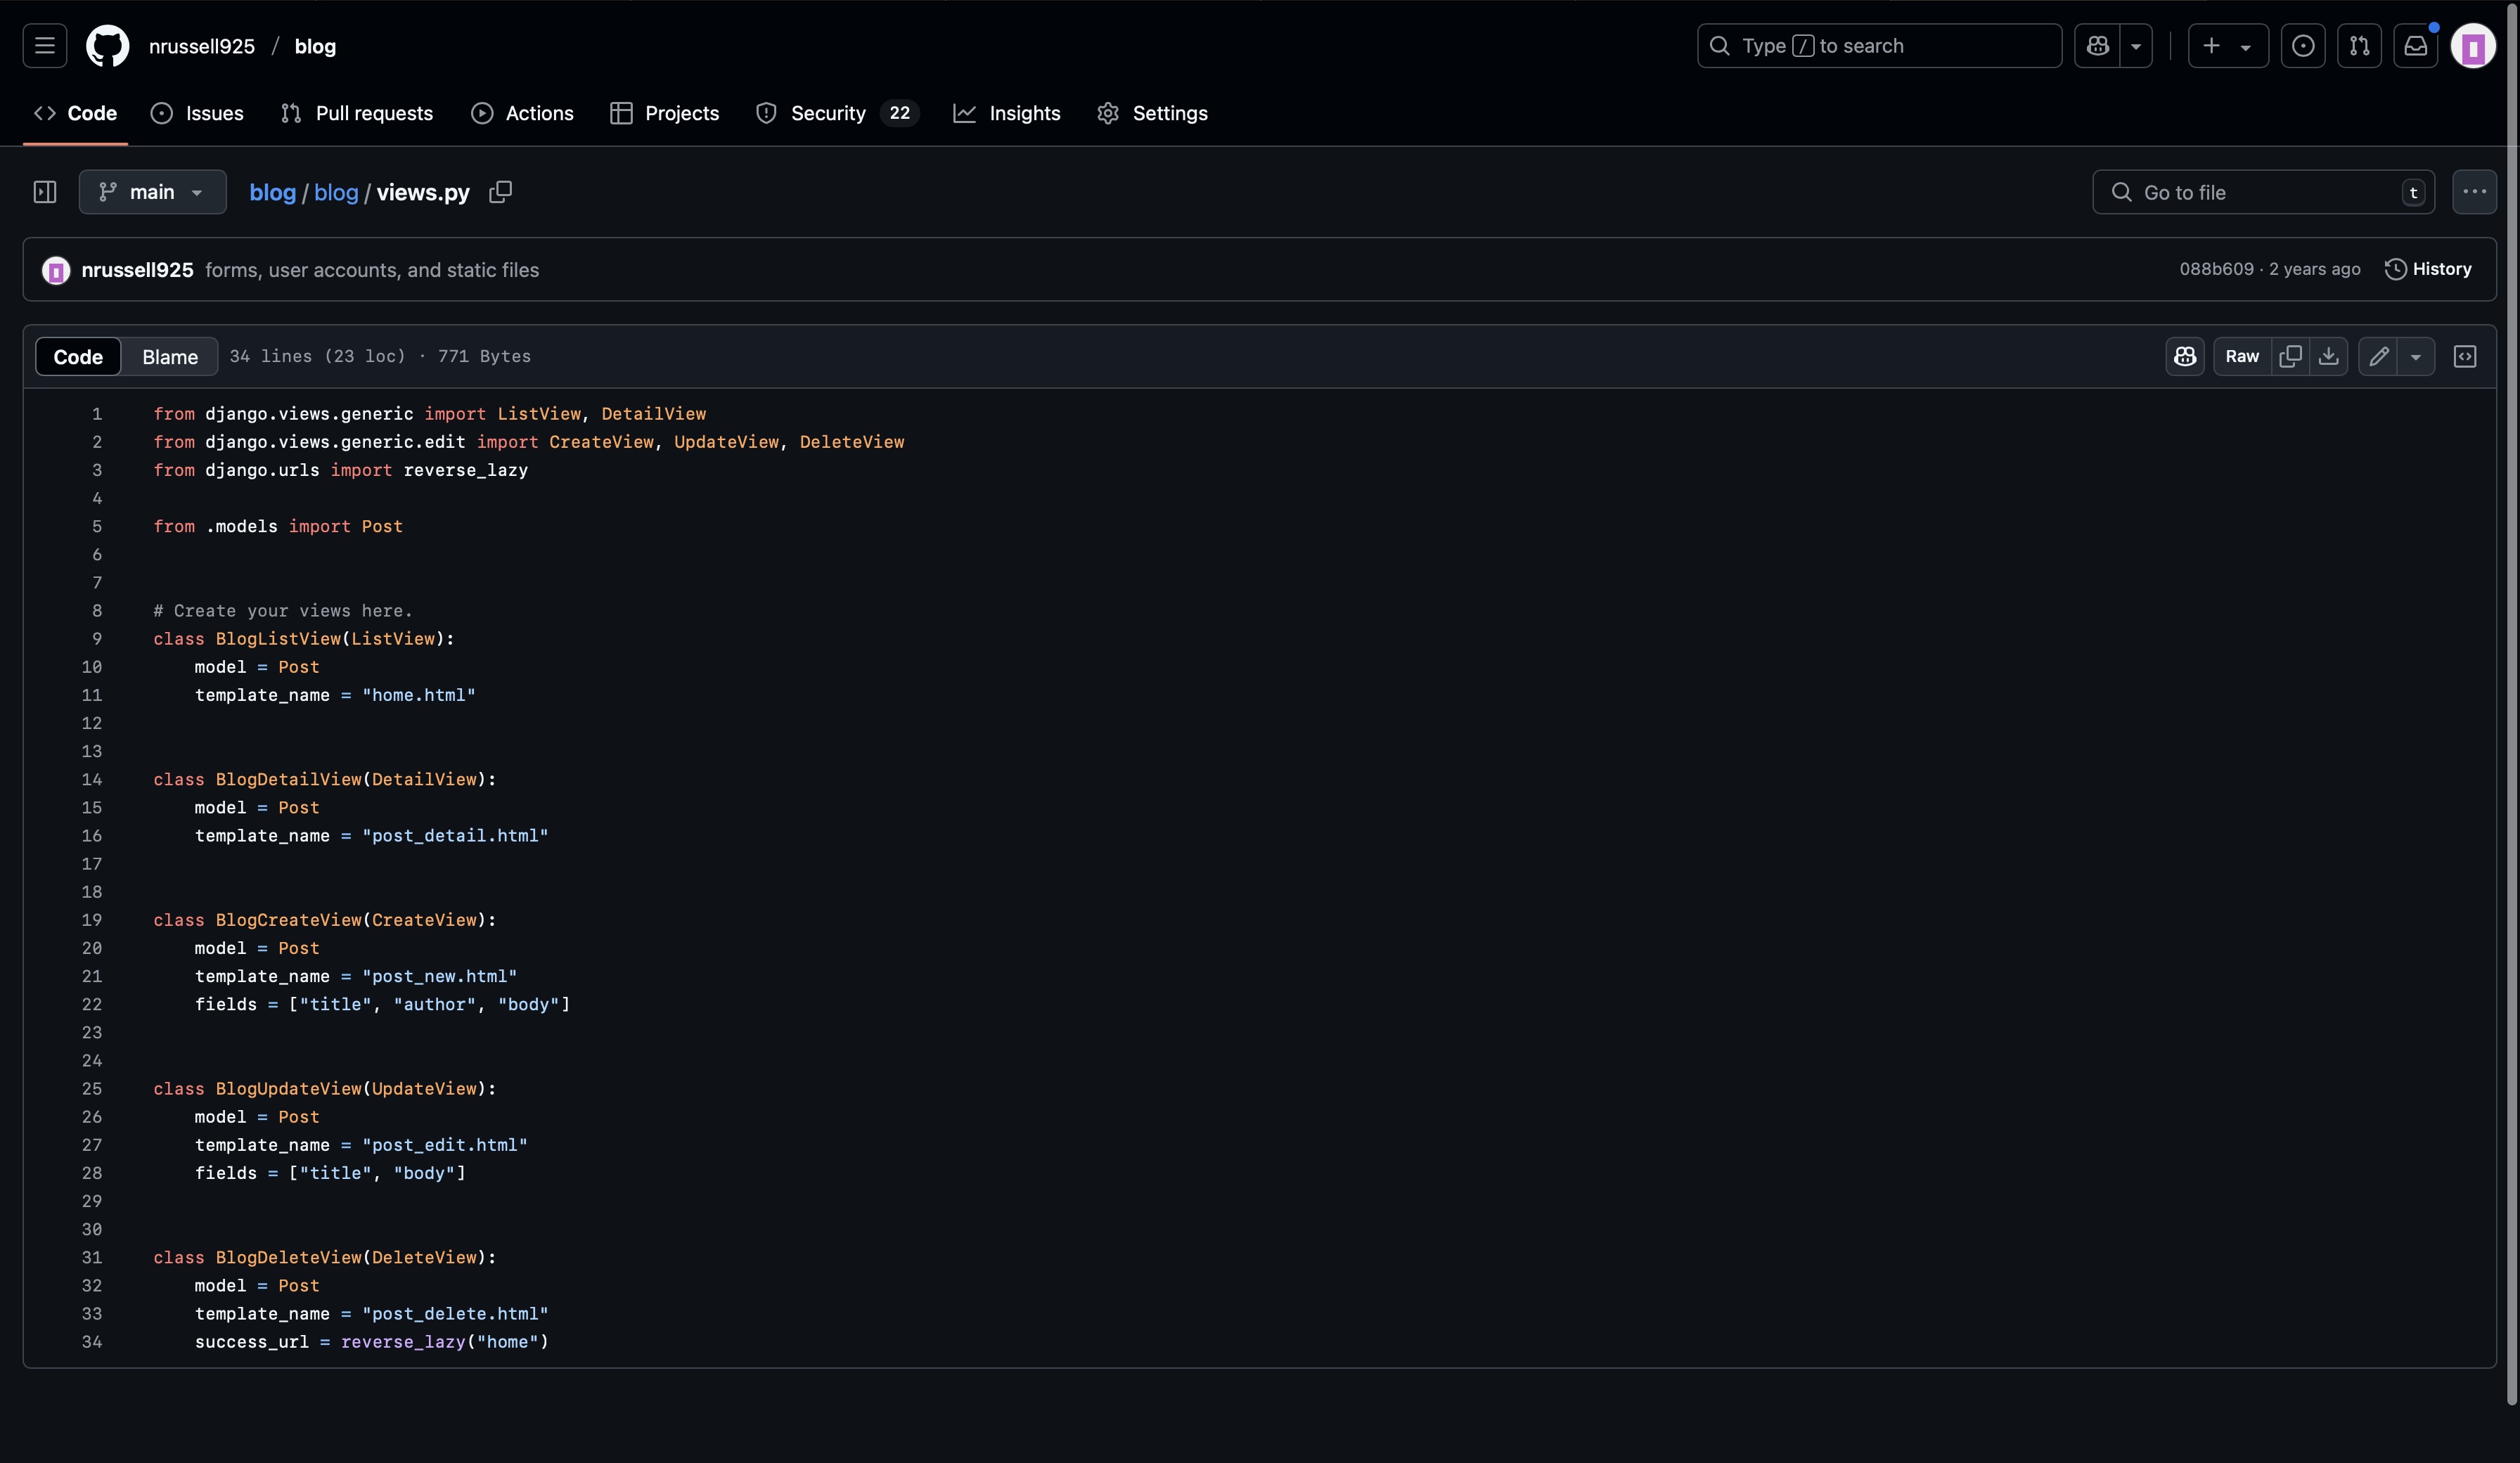 nrussell925 / blog
Type / to search
Code
Issues
Pull requests
Actions
Projects
Security 22
Insights
Settings
main
blog / blog / views.py
Go to file
t
nrussell925 forms, user accounts, and static files
088b609 · 2 years ago
History
Code
Blame
34 lines (23 loc) · 771 Bytes
Raw
1 from django.views.generic import ListView, DetailView
2 from django.views.generic.edit import CreateView, UpdateView, DeleteView
3 from django.urls import reverse_lazy
4
5 from .models import Post
6
7
8 # Create your views here.
9 class BlogListView(ListView):
10     model = Post
11     template_name = "home.html"
12
13
14 class BlogDetailView(DetailView):
15     model = Post
16     template_name = "post_detail.html"
17
18
19 class BlogCreateView(CreateView):
20     model = Post
21     template_name = "post_new.html"
22     fields = ["title", "author", "body"]
23
24
25 class BlogUpdateView(UpdateView):
26     model = Post
27     template_name = "post_edit.html"
28     fields = ["title", "body"]
29
30
31 class BlogDeleteView(DeleteView):
32     model = Post
33     template_name = "post_delete.html"
34     success_url = reverse_lazy("home")